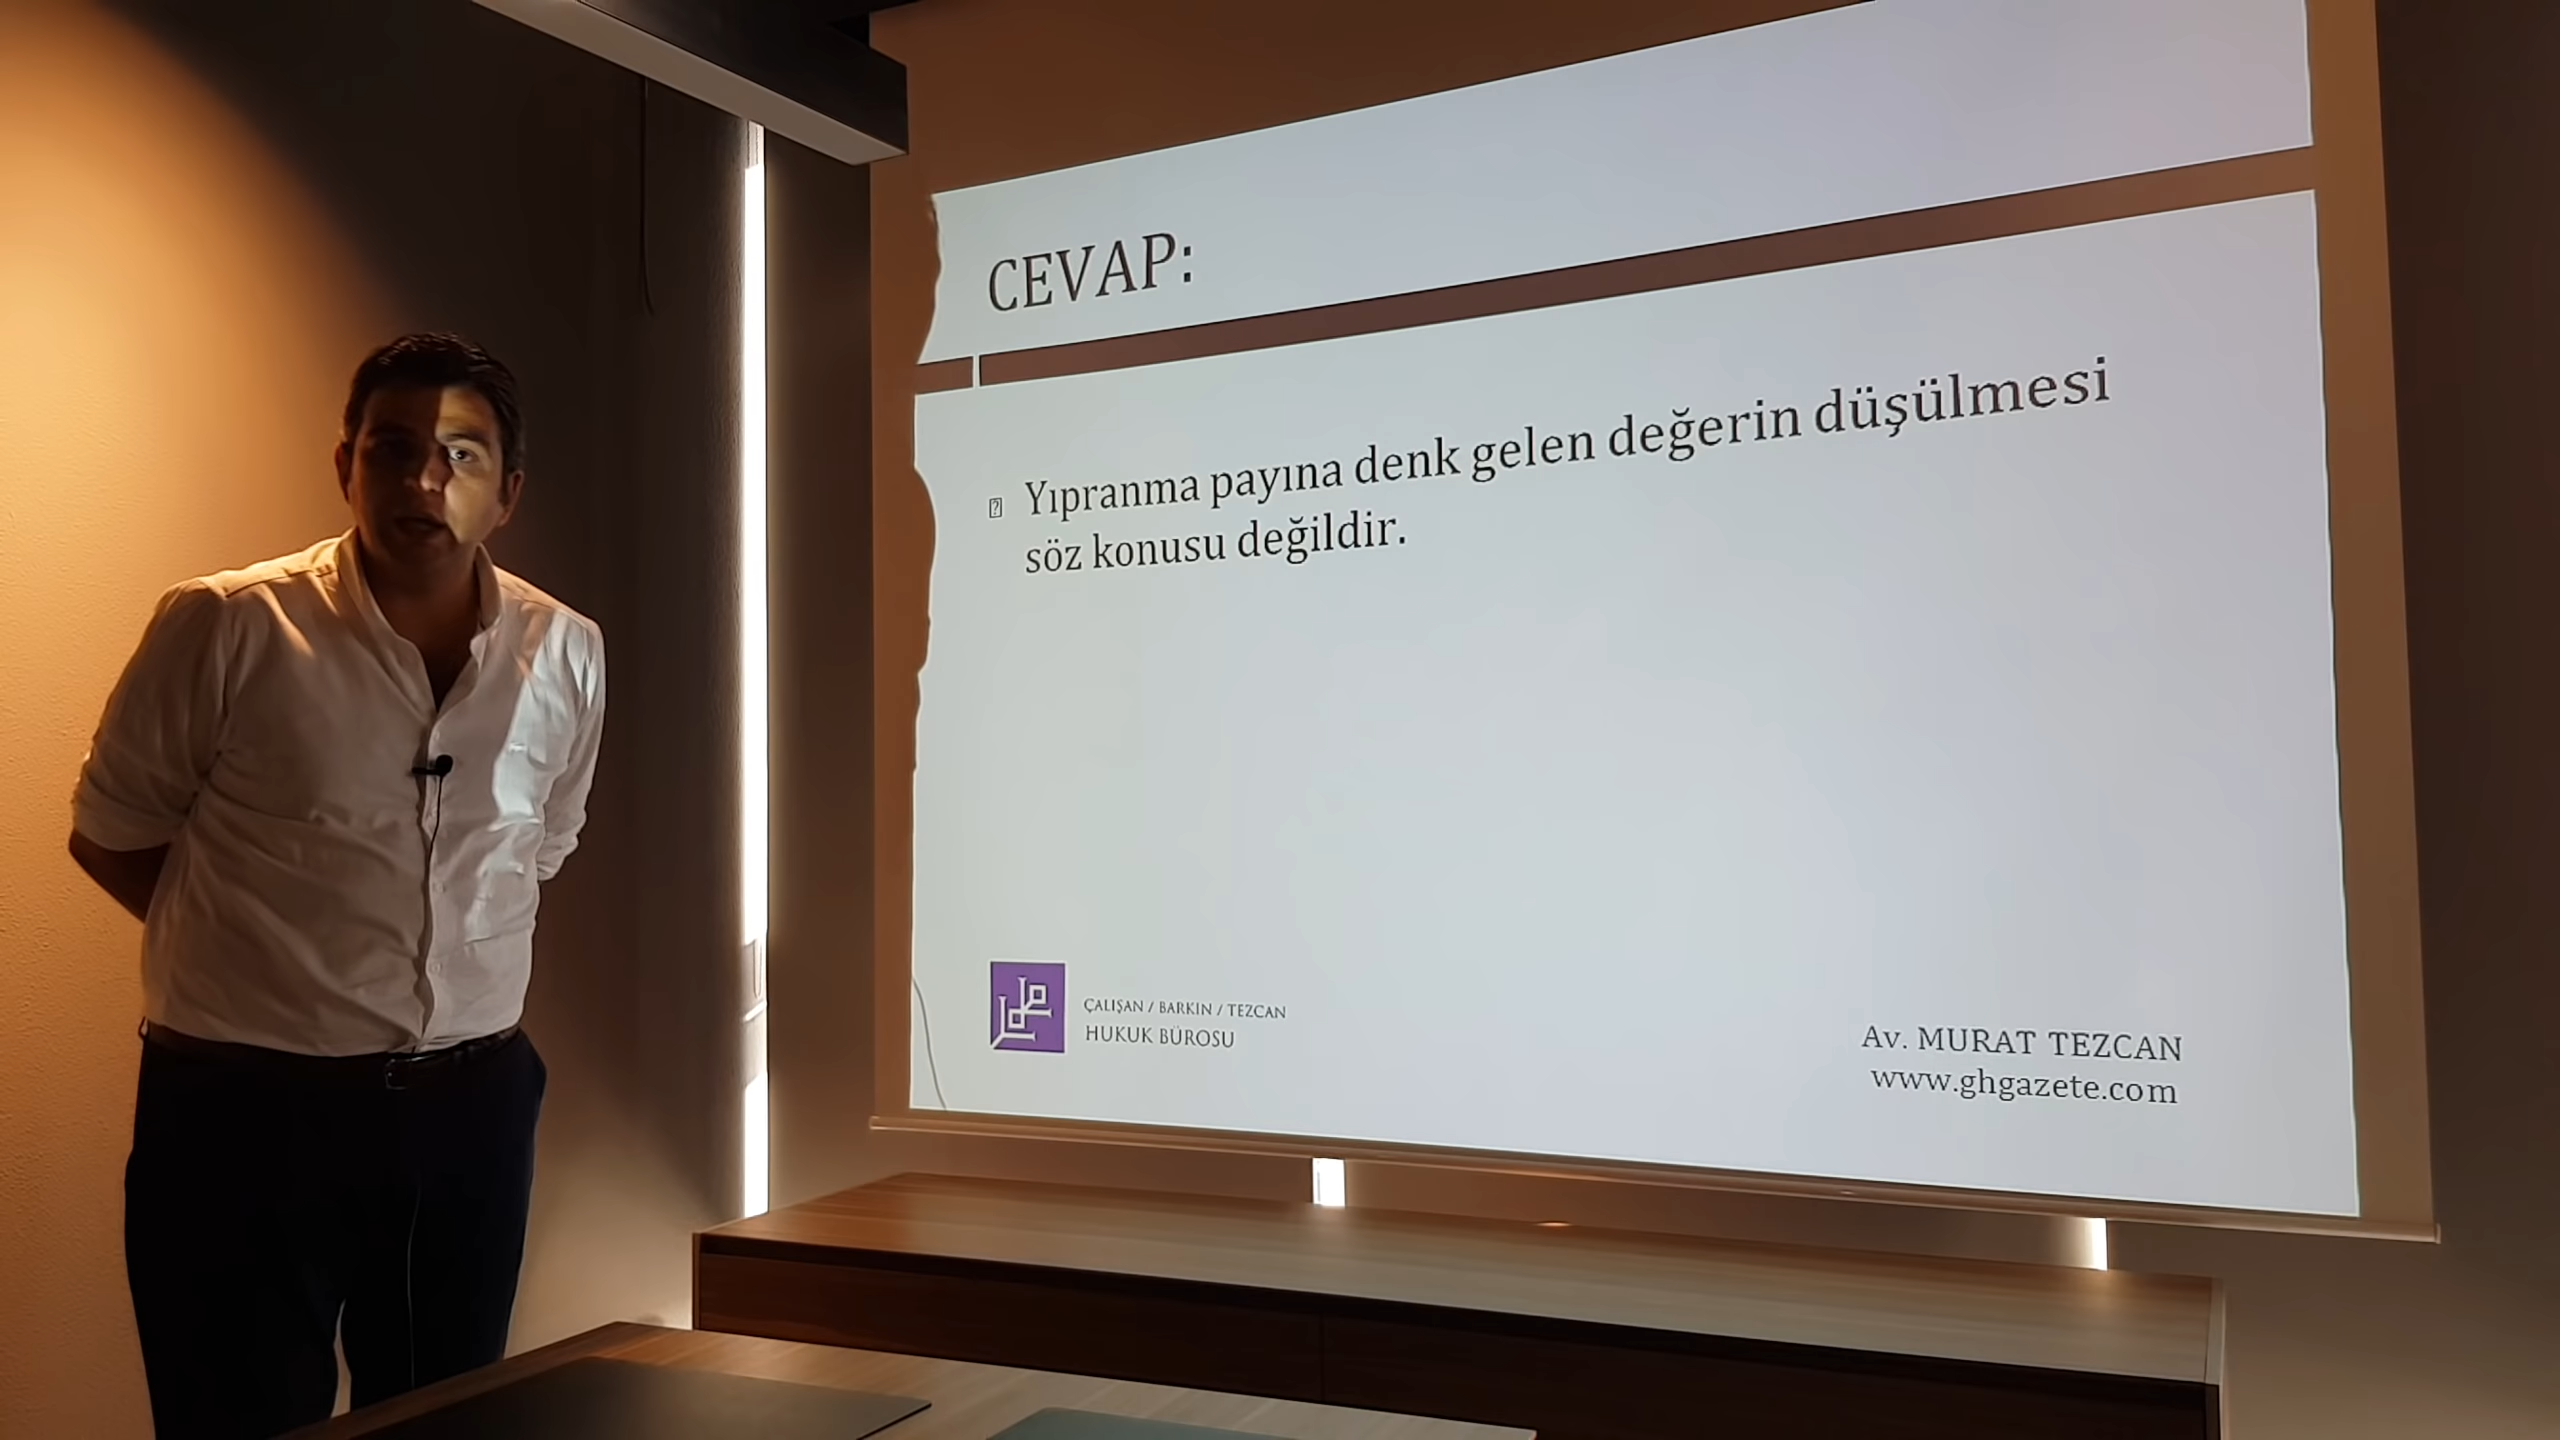 CEVAP:
Yıpranma payına denk gelen değerin düşülmesi
söz konusu değildir.
ÇALIŞAN / BARKIN / TEZCAN
HUKUK BÜROSU
Av. MURAT TEZCAN
www.ghgazete.com